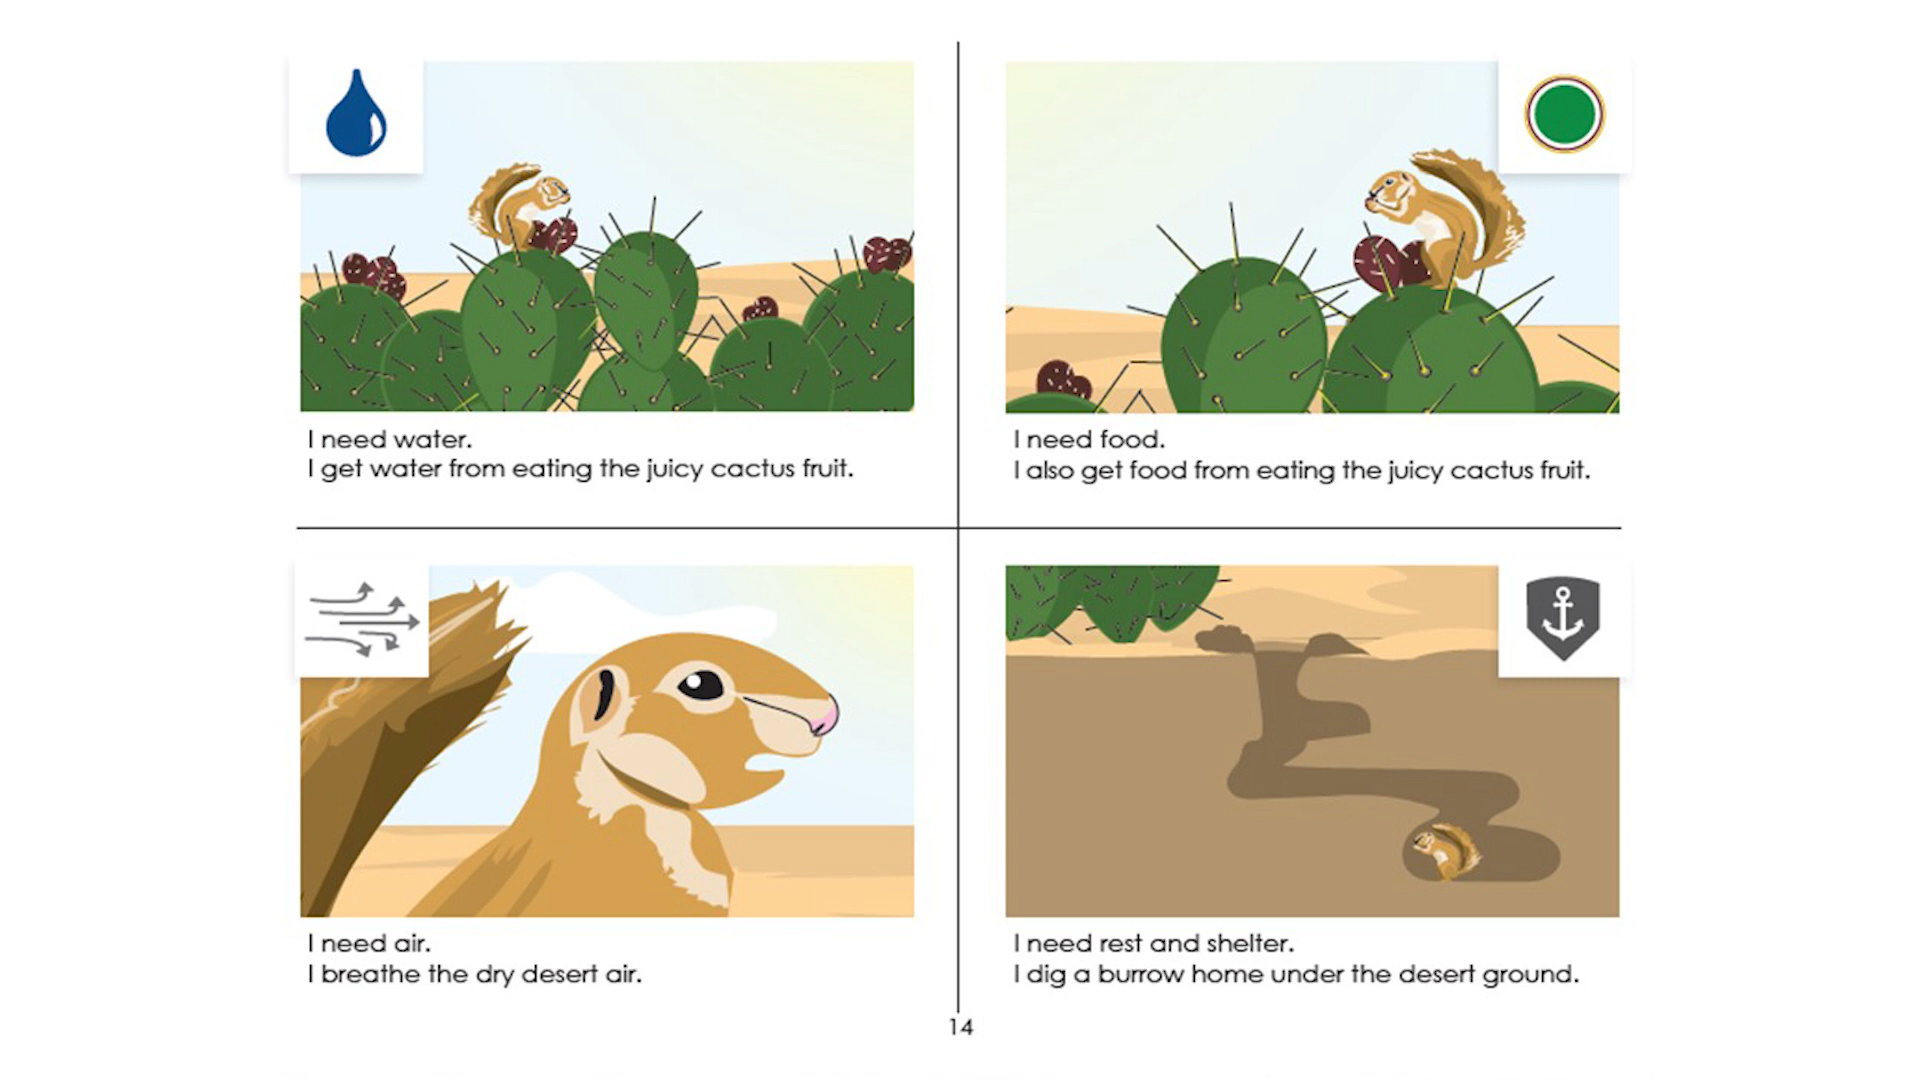 I need water.
I get water from eating the juicy cactus fruit.
I need food.
I also get food from eating the juicy cactus fruit.
I need air.
I breathe the dry desert air.
I need rest and shelter.
I dig a burrow home under the desert ground.
14